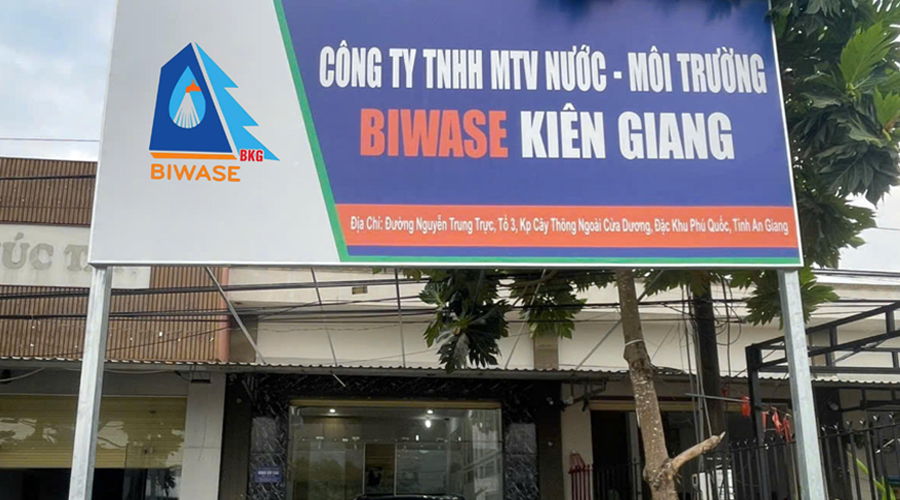 CÔNG TY TNHH MTV NƯỚC - MÔI TRƯỜNG
BIWASE KIÊN GIANG
BKG
BIWASE
Địa Chỉ: Đường Nguyễn Trung Trực, Tổ 3, Kp Cây Thông Ngoài Cửa Dương, Đặc Khu Phú Quốc, Tỉnh An Giang
ÚC T